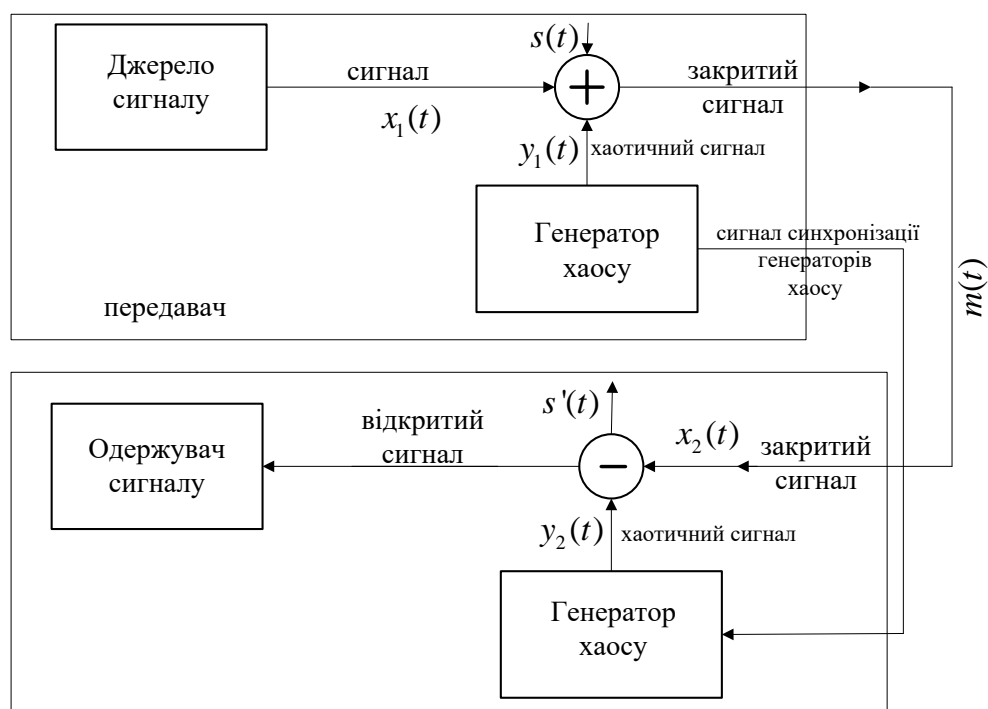 s(t)
Джерело
сигналу
сигнал
x₁(t)
закритий
сигнал
y₁(t)
хаотичний сигнал
Генератор
хаосу
сигнал синхронізації
генераторів
хаосу
m(t)
передавач
s'(t)
Одержувач
сигналу
відкритий
сигнал
x₂(t)
закритий
сигнал
y₂(t)
хаотичний сигнал
Генератор
хаосу